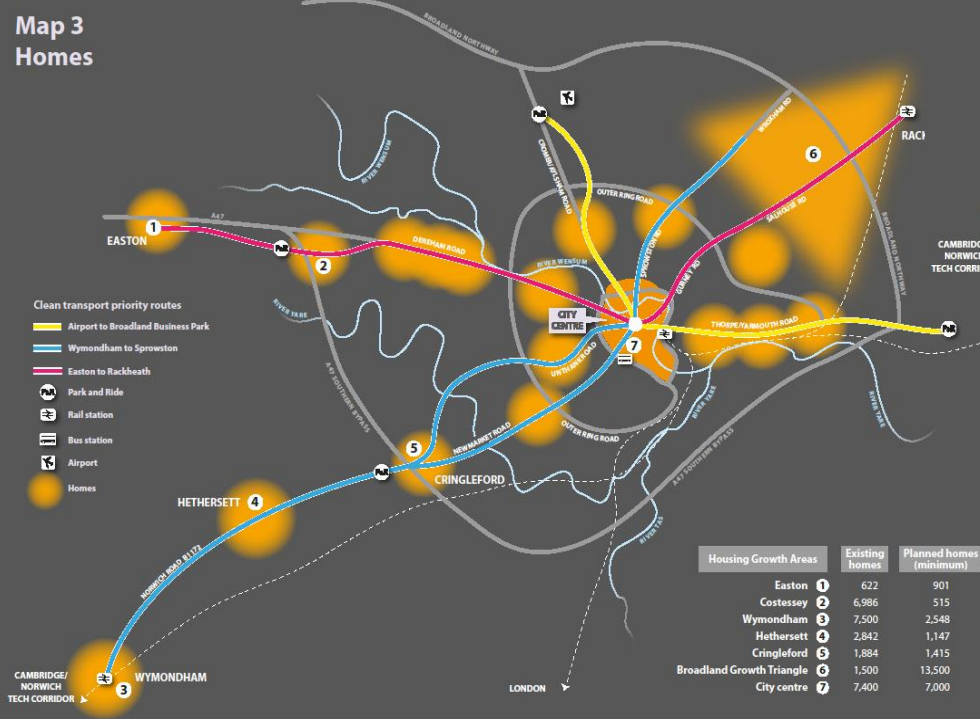 Map 3
Homes
BROADLAND NORTHWAY
CROMER/AYLSHAM ROAD
WROXHAM RD
6
RACK
RIVER WENSUM
OUTER RING ROAD
SALHOUSE RD
BROADLAND NORTHWAY
A47
1
EASTON
2
DEREHAM ROAD
SPROWSTON RD
GURNEY RD
RIVER WENSUM
CAMBRIDG
NORWIC
TECH CORRI
Clean transport priority routes
Airport to Broadland Business Park
Wymondham to Sprowston
Easton to Rackheath
Park and Ride
Rail station
Bus station
Airport
Homes
RIVER YARE
CITY
CENTRE
THORPE/YARMOUTH ROAD
7
UNTHANK ROAD
A47 SOUTHERN BYPASS
RIVER YARE
RIVER YARE
OUTER RING ROAD
NEWMARKET ROAD
5
CRINGLEFORD
A47 SOUTHERN BYPASS
HETHERSETT 4
RIVER TAS
NORWICH ROAD B1172
WYMONDHAM
3
CAMBRIDGE/
NORWICH
TECH CORRIDOR
LONDON
Housing Growth Areas Existing homes Planned homes (minimum)
Easton 1 622 901
Costessey 2 6,986 515
Wymondham 3 7,500 2,548
Hethersett 4 2,842 1,147
Cringleford 5 1,884 1,415
Broadland Growth Triangle 6 1,500 13,500
City centre 7 7,400 7,000